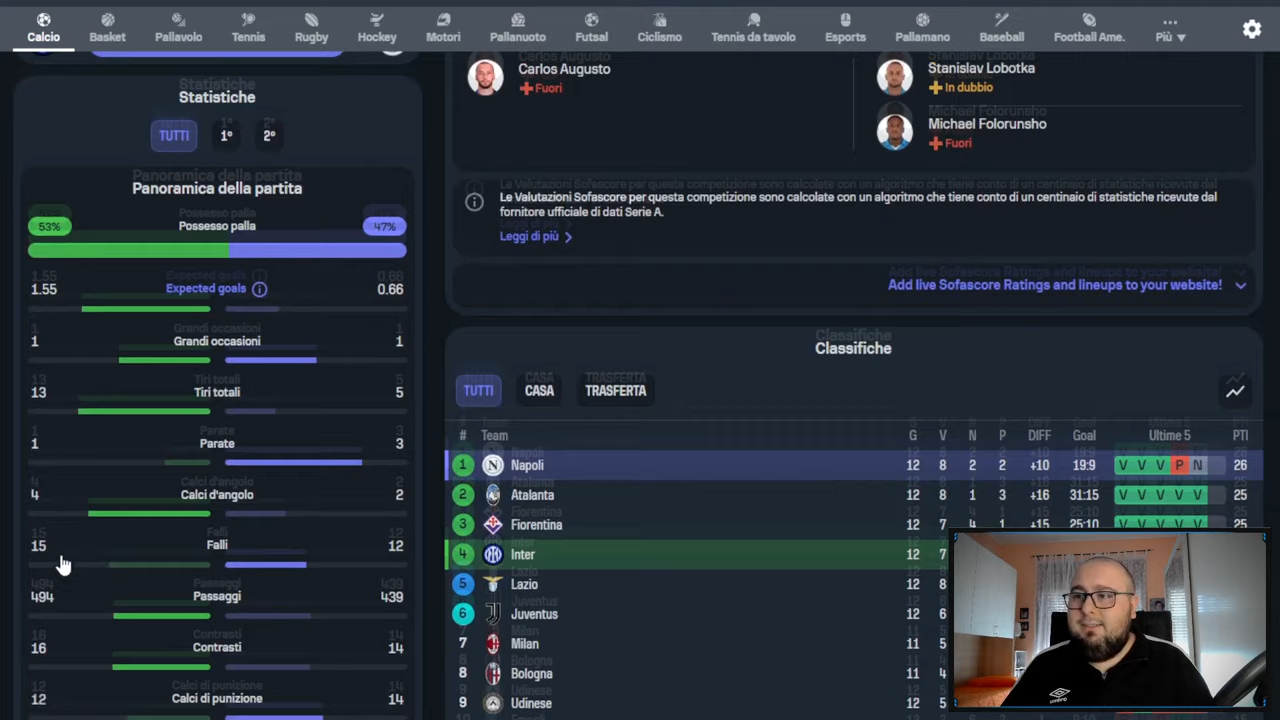 Calcio Basket Pallavolo Tennis Rugby Hockey Motori Pallanuoto Futsal Ciclismo Tennis da tavolo Esports Pallamano Baseball Football Ame. Più
Statistiche
TUTTI 1° 2°
Panoramica della partita
53% Possesso palla 47%
1.55 Expected goals 0.66
1 Grandi occasioni 1
13 Tiri totali 5
1 Parate 3
4 Calci d'angolo 2
15 Falli 12
494 Passaggi 439
16 Contrasti 14
12 Calci di punizione 14
Carlos Augusto
Fuori
Stanislav Lobotka
In dubbio
Michael Folorunsho
Fuori
Le Valutazioni Sofascore per questa competizione sono calcolate con un algoritmo che tiene conto di un centinaio di statistiche ricevute dal
fornitore ufficiale di dati Serie A.
Leggi di più
Add live Sofascore Ratings and lineups to your website!
Classifiche
TUTTI CASA TRASFERTA
# Team G V N P DIFF Goal Ultime 5 PTI
1 Napoli 12 8 2 2 +10 19:9 V V V P N 26
2 Atalanta 12 8 1 3 +16 31:15 V V V V V 25
3 Fiorentina 12 7 4 1 +15 25:10 V V V V V 25
4 Inter 12 7
5 Lazio 12 8
6 Juventus 12 6
7 Milan 11 5
8 Bologna 11 4
9 Udinese 12 5
umbro